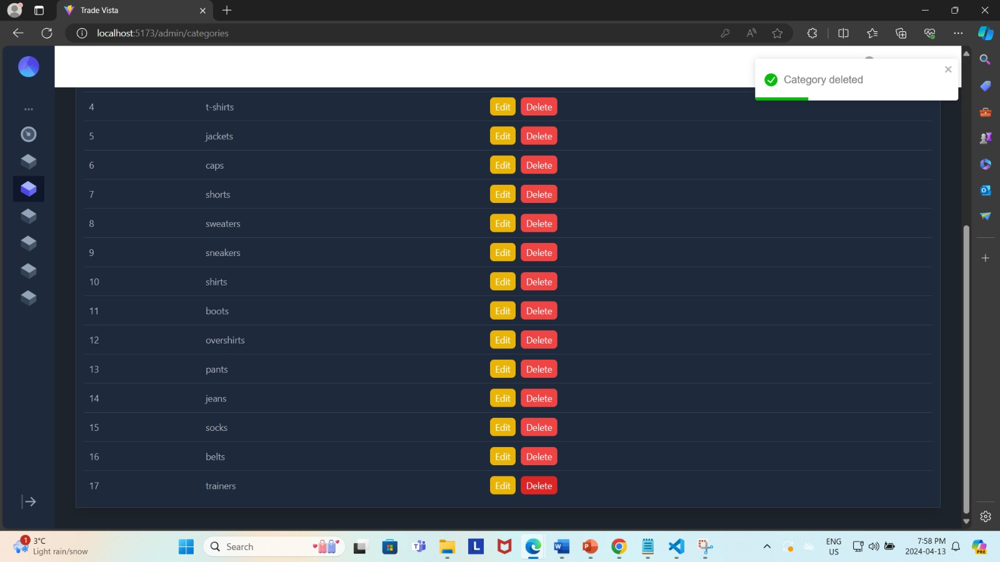 Trade Vista
localhost:5173/admin/categories
Category deleted
4 t-shirts Edit Delete
5 jackets Edit Delete
6 caps Edit Delete
7 shorts Edit Delete
8 sweaters Edit Delete
9 sneakers Edit Delete
10 shirts Edit Delete
11 boots Edit Delete
12 overshirts Edit Delete
13 pants Edit Delete
14 jeans Edit Delete
15 socks Edit Delete
16 belts Edit Delete
17 trainers Edit Delete
1
3°C
Light rain/snow
Search
L
ENG
US
7:58 PM
2024-04-13
PRE